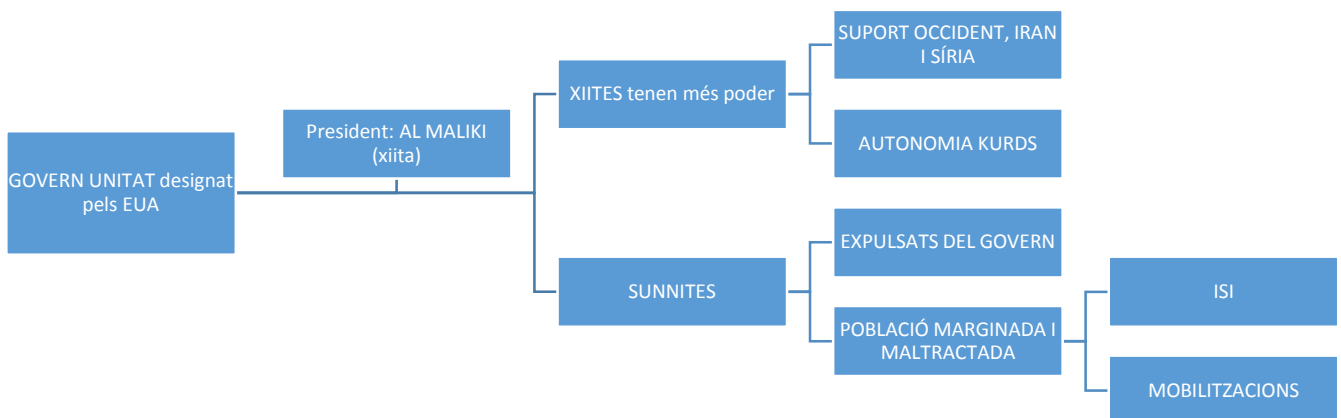 GOVERN UNITAT designat
pels EUA
President: AL MALIKI
(xiita)
XIITES tenen més poder
SUPORT OCCIDENT, IRAN
I SÍRIA
AUTONOMIA KURDS
SUNNITES
EXPULSATS DEL GOVERN
POBLACIÓ MARGINADA I
MALTRACTADA
ISI
MOBILITZACIONS